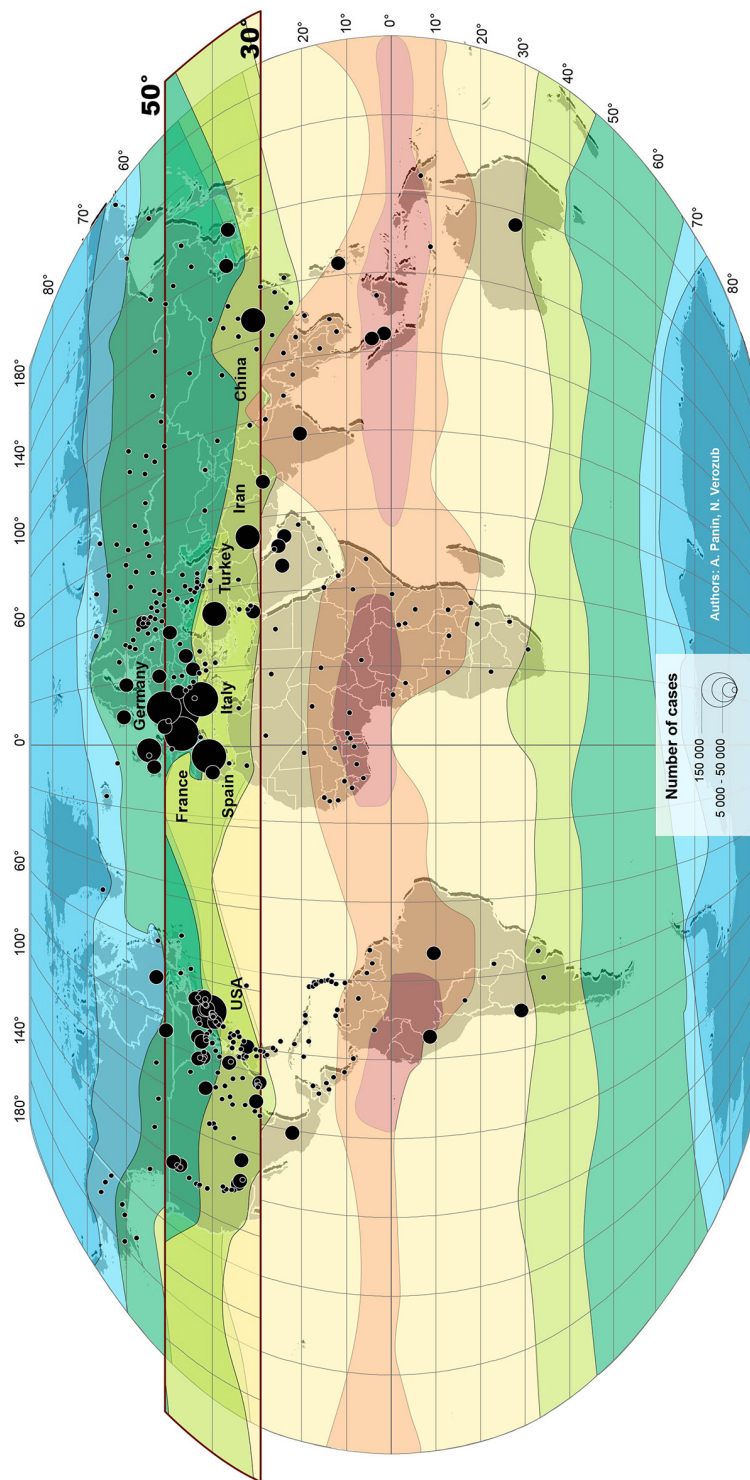 180° 140° 100° 60° 0° 60° 100° 140° 180°
80°
70°
60°
50°
30°
Germany
France
Spain
Italy
Turkey
Iran
China
USA
20°
10°
0°
10°
20°
30°
40°
50°
60°
70°
80°
Number of cases
150 000
5 000 - 50 000
Authors: A. Panin, N. Verozub